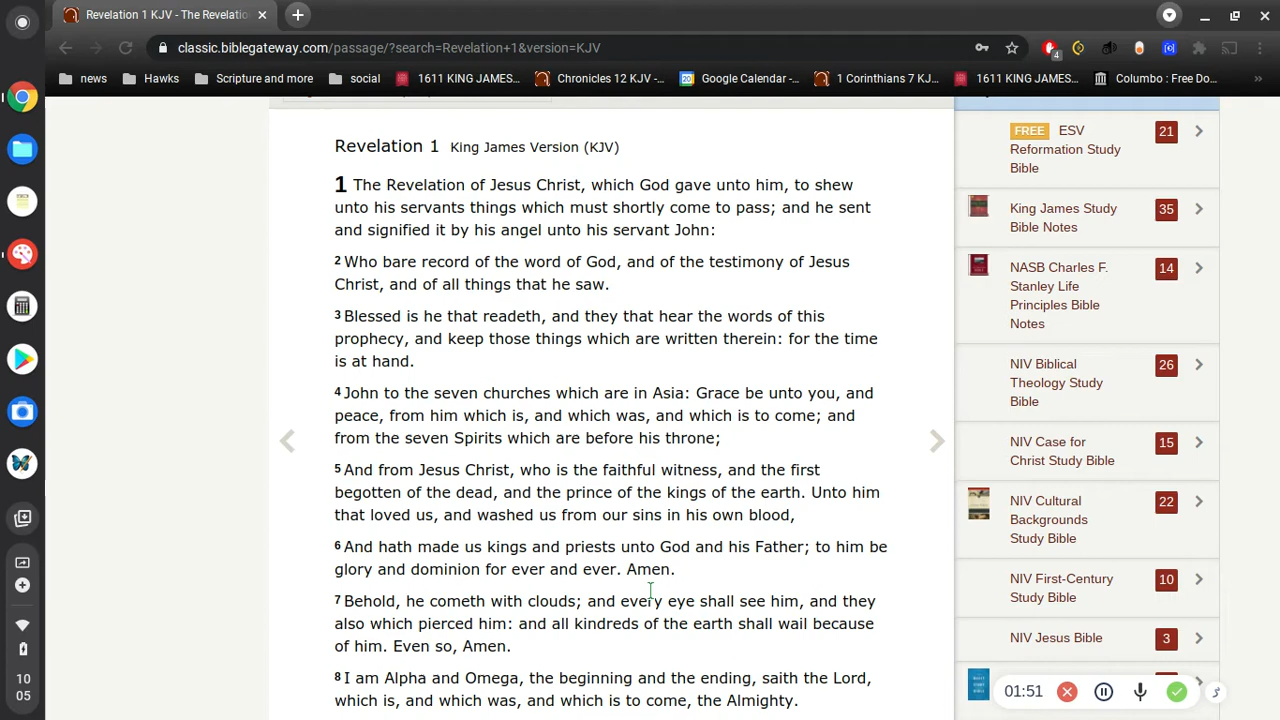 Revelation 1 KJV - The Revelatio
classic.biblegateway.com/passage/?search=Revelation+1&version=KJV
4
news
Hawks
Scripture and more
social
1611 KING JAMES...
Chronicles 12 KJV -...
20
Google Calendar -...
1 Corinthians 7 KJ...
1611 KING JAMES...
Columbo : Free Do...
»
Revelation 1 King James Version (KJV)
1 The Revelation of Jesus Christ, which God gave unto him, to shew
unto his servants things which must shortly come to pass; and he sent
and signified it by his angel unto his servant John:
2 Who bare record of the word of God, and of the testimony of Jesus
Christ, and of all things that he saw.
3 Blessed is he that readeth, and they that hear the words of this
prophecy, and keep those things which are written therein: for the time
is at hand.
4 John to the seven churches which are in Asia: Grace be unto you, and
peace, from him which is, and which was, and which is to come; and
from the seven Spirits which are before his throne;
5 And from Jesus Christ, who is the faithful witness, and the first
begotten of the dead, and the prince of the kings of the earth. Unto him
that loved us, and washed us from our sins in his own blood,
6 And hath made us kings and priests unto God and his Father; to him be
glory and dominion for ever and ever. Amen.
7 Behold, he cometh with clouds; and every eye shall see him, and they
also which pierced him: and all kindreds of the earth shall wail because
of him. Even so, Amen.
8 I am Alpha and Omega, the beginning and the ending, saith the Lord,
which is, and which was, and which is to come, the Almighty.
FREE ESV
Reformation Study
Bible
21
King James Study
Bible Notes
35
NASB Charles F.
Stanley Life
Principles Bible
Notes
14
NIV Biblical
Theology Study
Bible
26
NIV Case for
Christ Study Bible
15
NIV Cultural
Backgrounds
Study Bible
22
NIV First-Century
Study Bible
10
NIV Jesus Bible
3
01:51
10
05